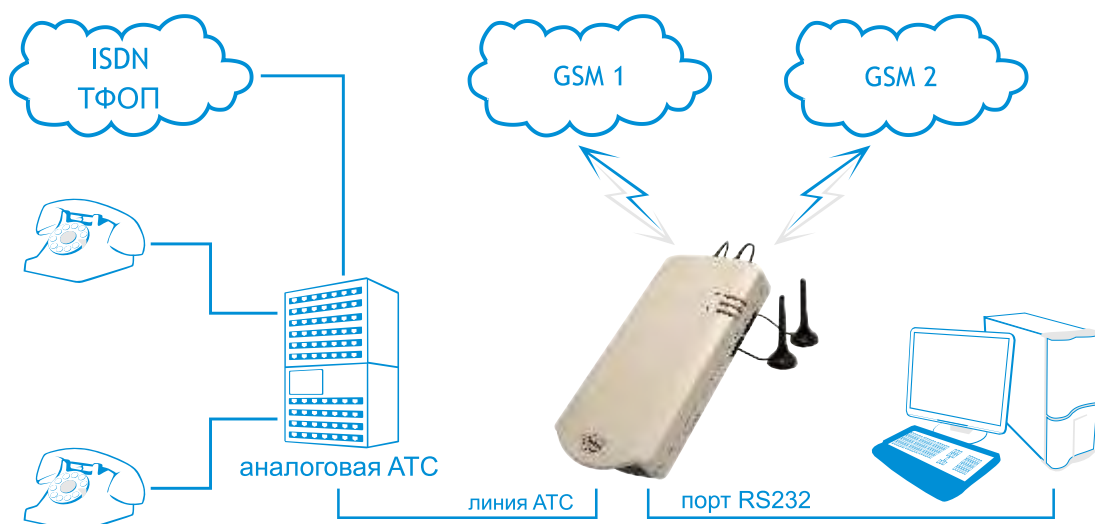 ISDN
ТФОП
GSM 1
GSM 2
аналоговая АТС
линия АТС
порт RS232